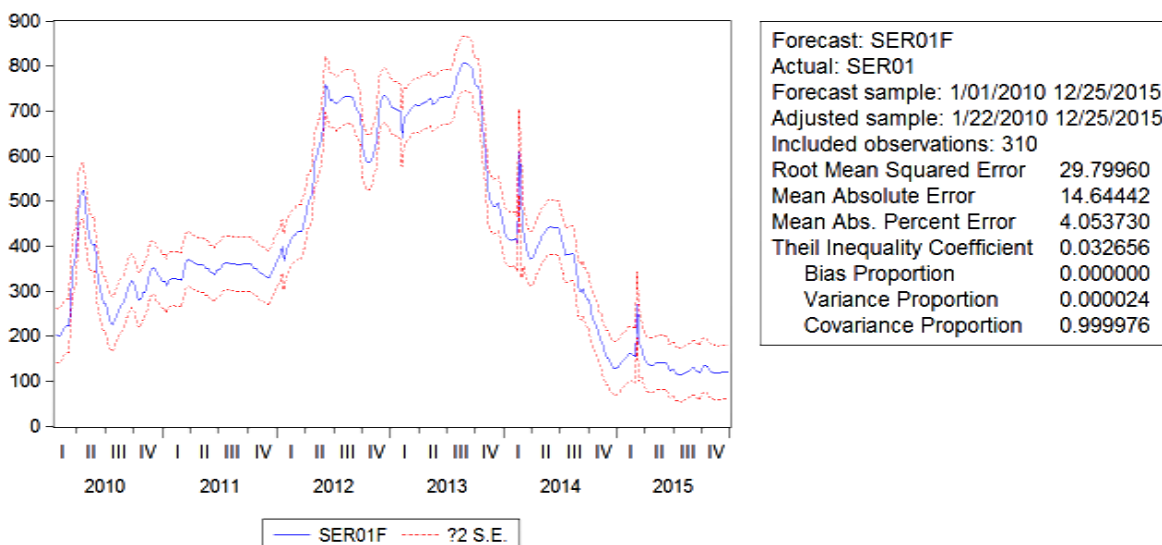 900
800
700
600
500
400
300
200
100
0
I II III IV I II III IV I II III IV I II III IV I II III IV I II III IV
2010 2011 2012 2013 2014 2015
SER01F ?2 S.E.
Forecast: SER01F
Actual: SER01
Forecast sample: 1/01/2010 12/25/2015
Adjusted sample: 1/22/2010 12/25/2015
Included observations: 310
Root Mean Squared Error 29.79960
Mean Absolute Error 14.64442
Mean Abs. Percent Error 4.053730
Theil Inequality Coefficient 0.032656
Bias Proportion 0.000000
Variance Proportion 0.000024
Covariance Proportion 0.999976